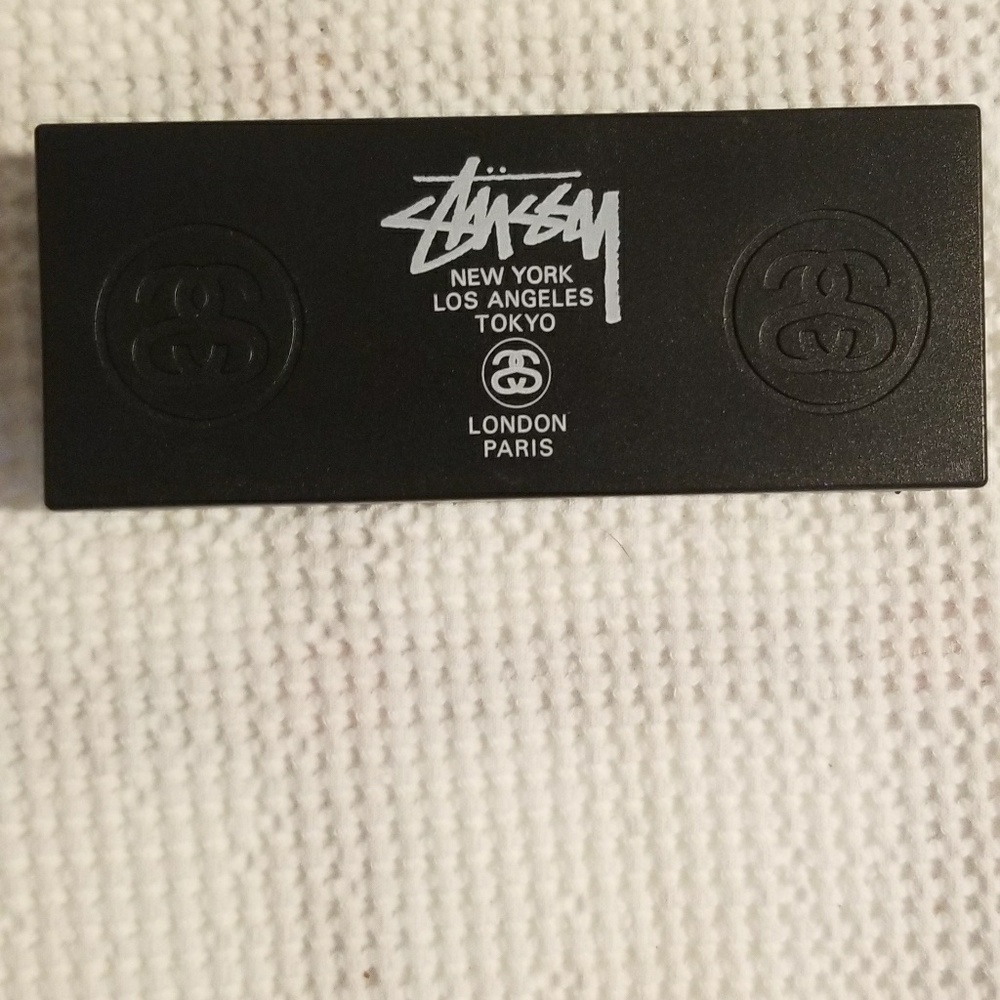 Stüssy
NEW YORK
LOS ANGELES
TOKYO
LONDON
PARIS